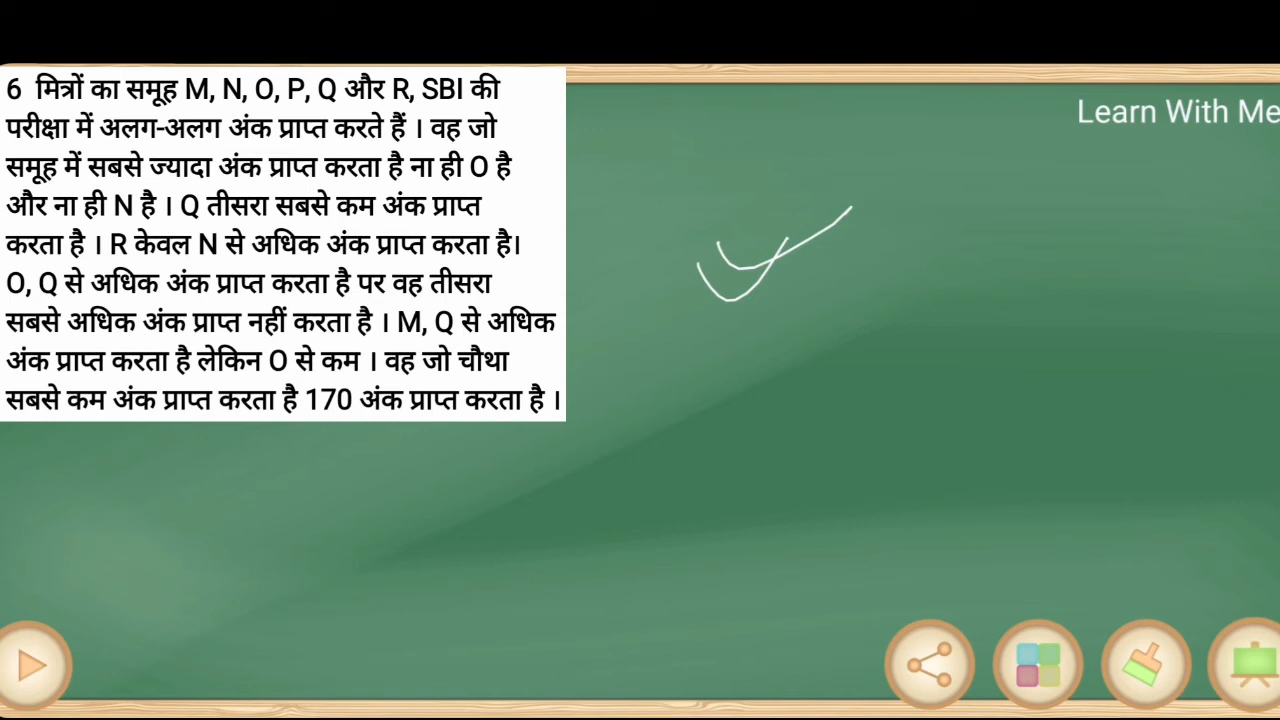 6 मित्रों का समूह M, N, O, P, Q और R, SBI की
परीक्षा में अलग-अलग अंक प्राप्त करते हैं । वह जो
समूह में सबसे ज्यादा अंक प्राप्त करता है ना ही O है
और ना ही N है । Q तीसरा सबसे कम अंक प्राप्त
करता है । R केवल N से अधिक अंक प्राप्त करता है।
O, Q से अधिक अंक प्राप्त करता है पर वह तीसरा
सबसे अधिक अंक प्राप्त नहीं करता है । M, Q से अधिक
अंक प्राप्त करता है लेकिन O से कम । वह जो चौथा
सबसे कम अंक प्राप्त करता है 170 अंक प्राप्त करता है ।
Learn With Me